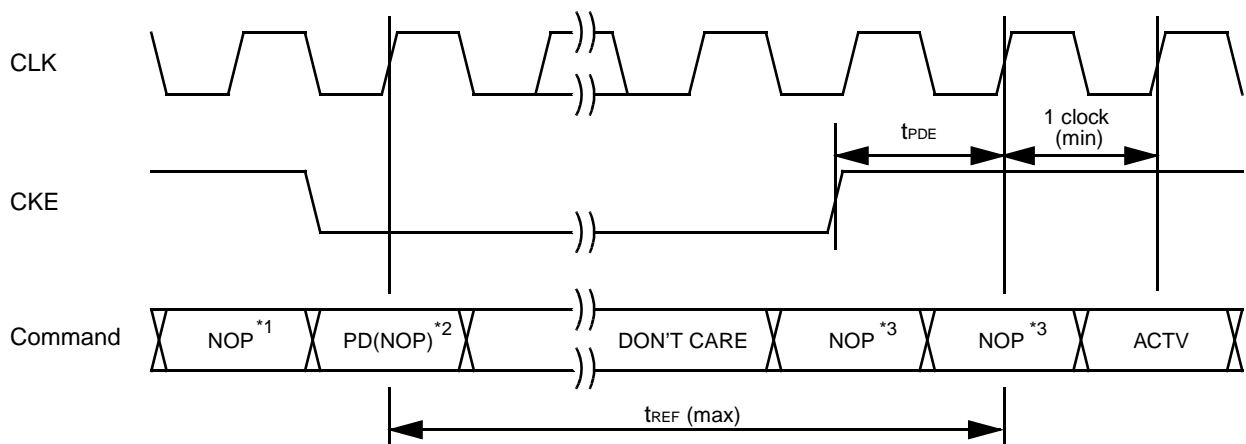 CLK
1 clock
(min)
tPDE
CKE
Command
NOP *1
PD(NOP) *2
DON'T CARE
NOP *3
NOP *3
ACTV
tREF (max)